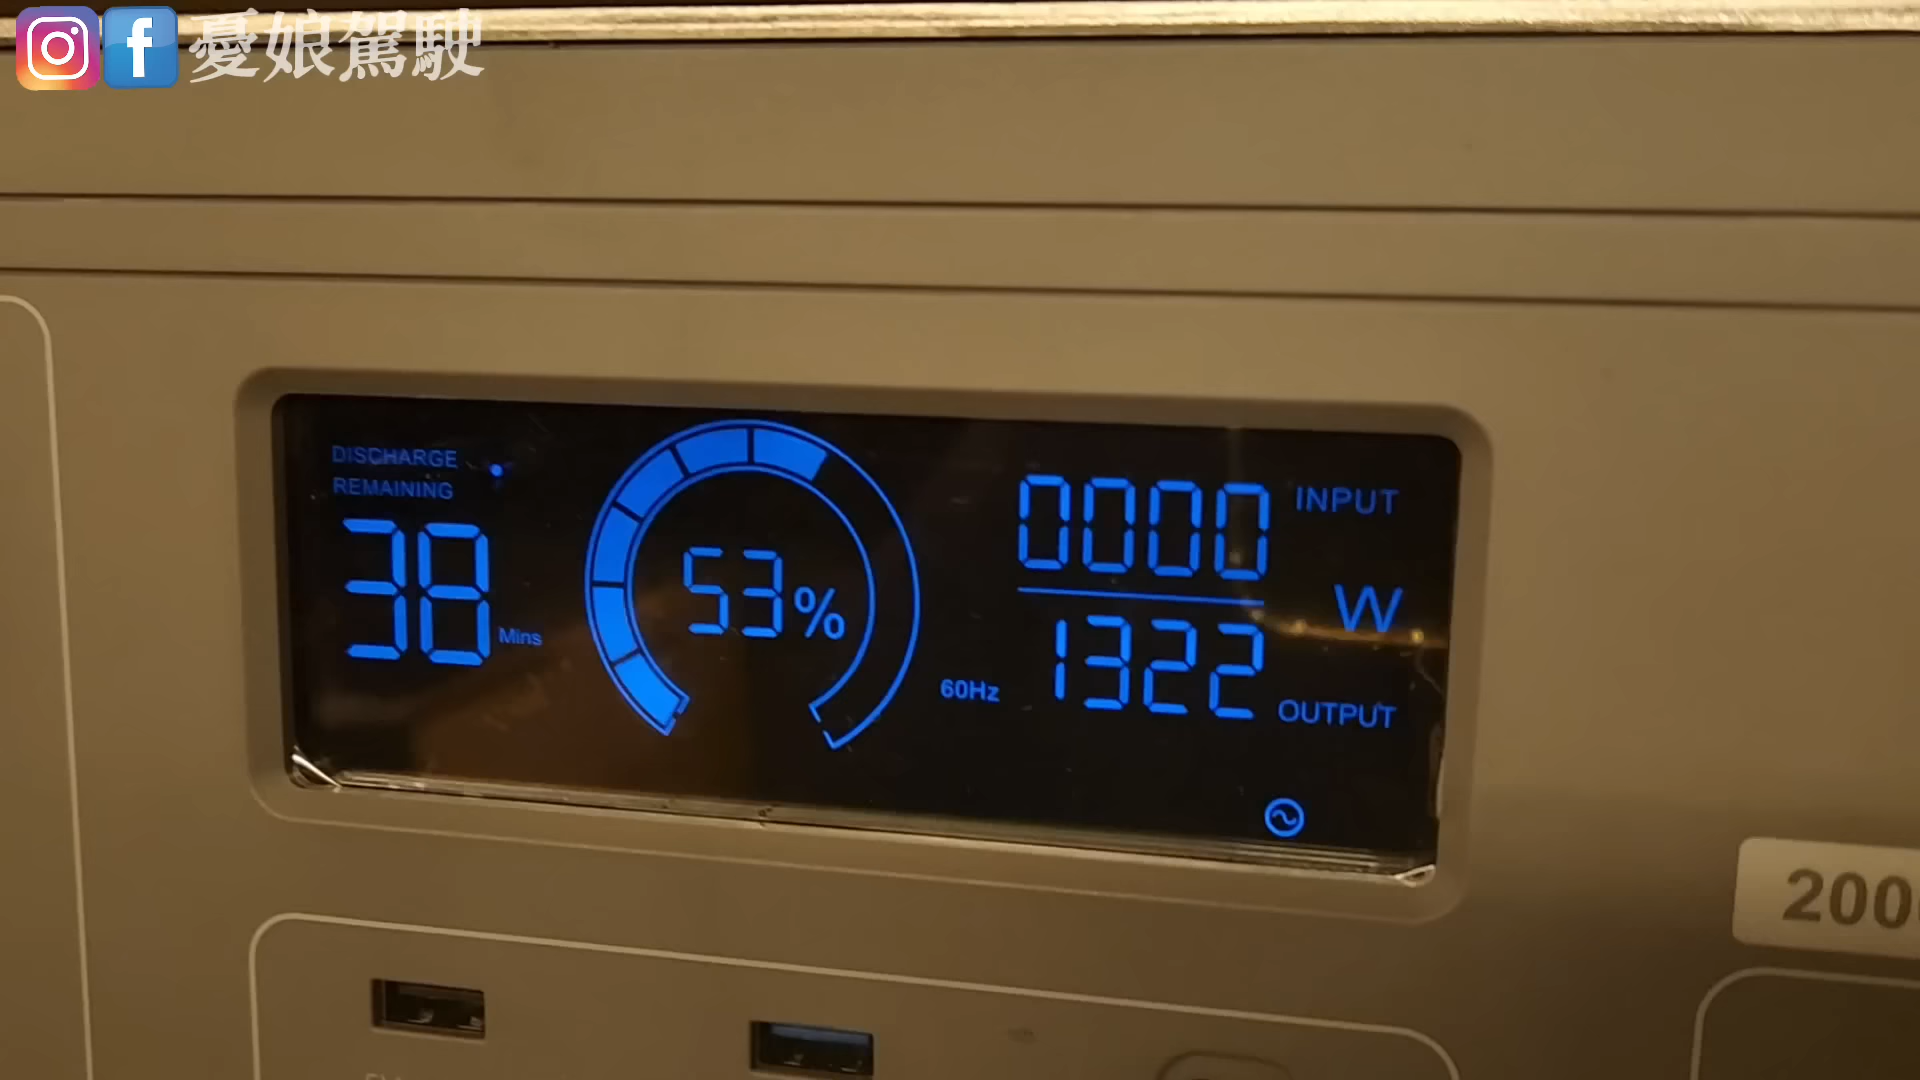 憂娘駕駛
DISCHARGE
REMAINING
38 Mins
53%
0000 INPUT
W
60Hz
1322 OUTPUT
200